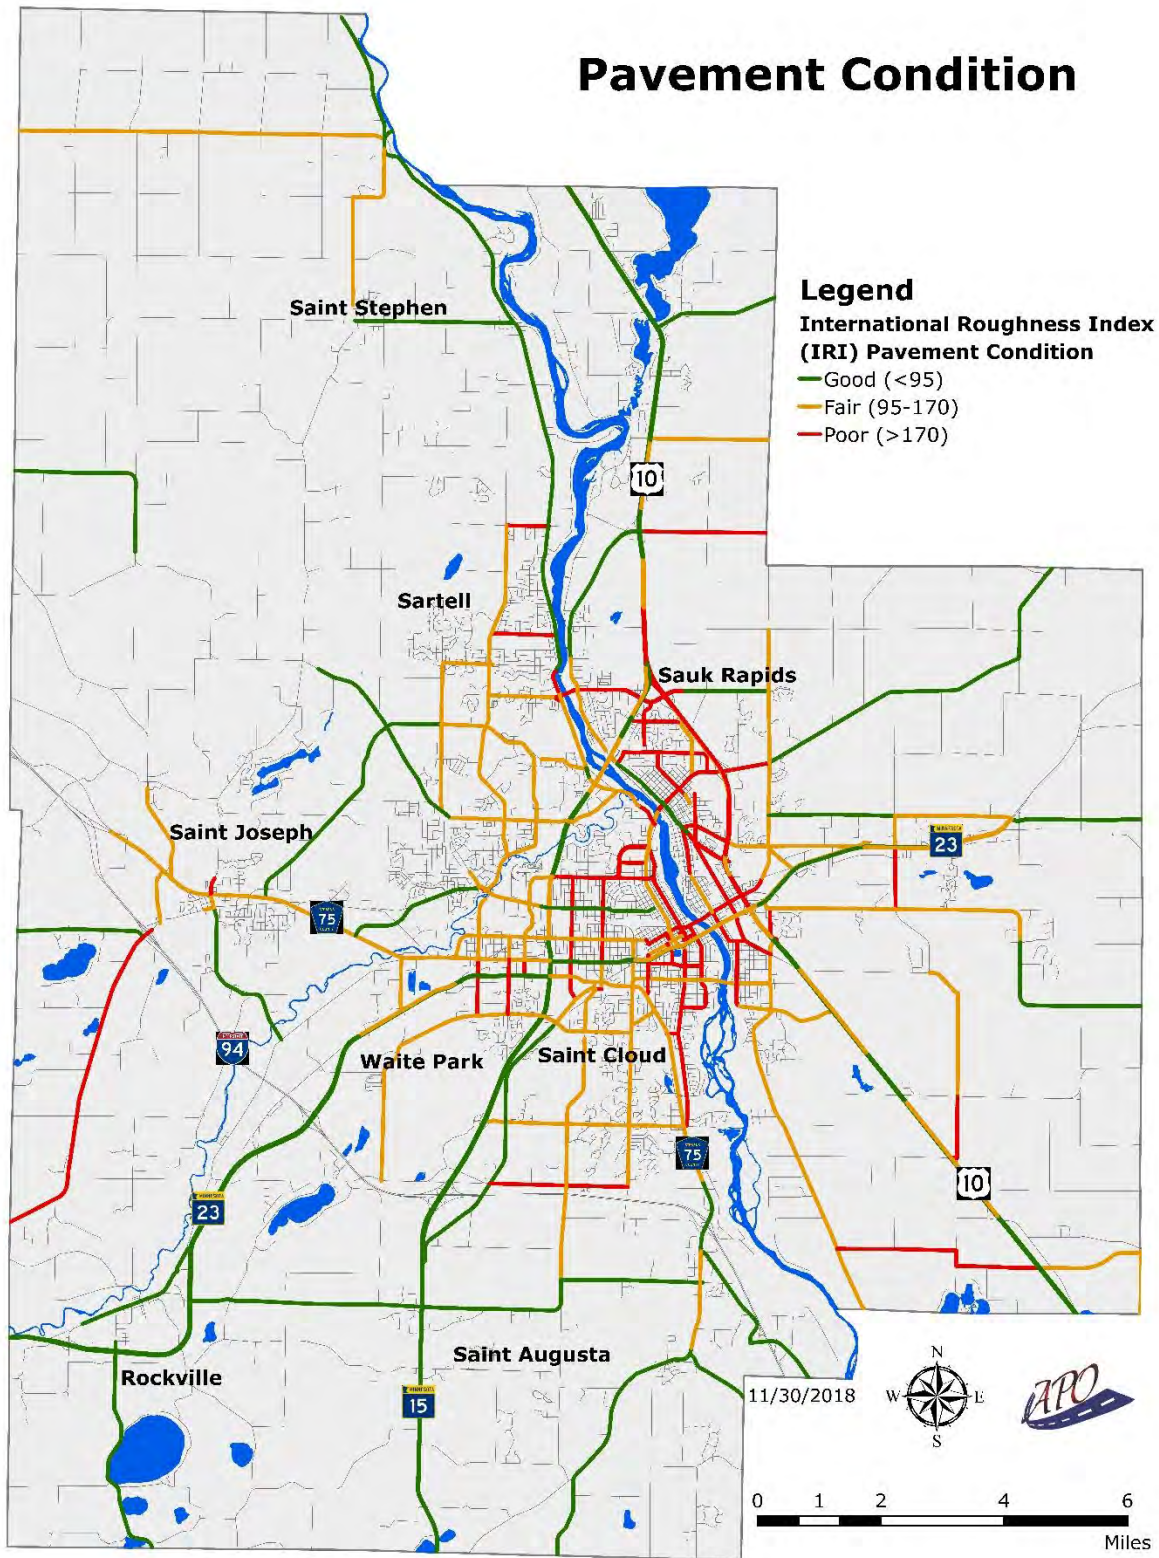 Pavement Condition
Legend
International Roughness Index
(IRI) Pavement Condition
Good (<95)
Fair (95-170)
Poor (>170)
Saint Stephen
10
Sartell
Sauk Rapids
Saint Joseph
23
75
94
Waite Park
Saint Cloud
75
23
10
Saint Augusta
Rockville
15
11/30/2018
N
W
E
S
APO
0 1 2 4 6
Miles